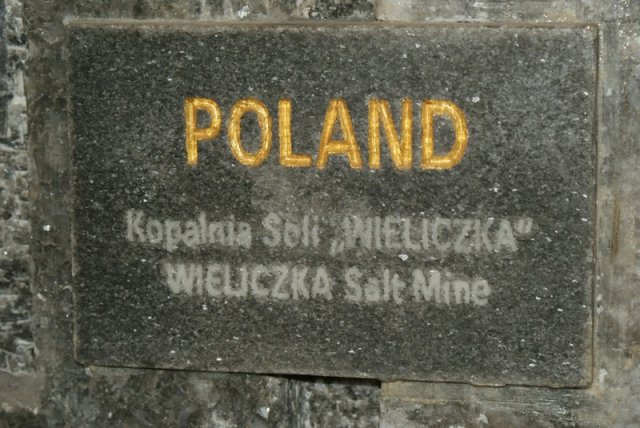 POLAND
Kopalnia Soli „WIELICZKA”
WIELICZKA Salt Mine